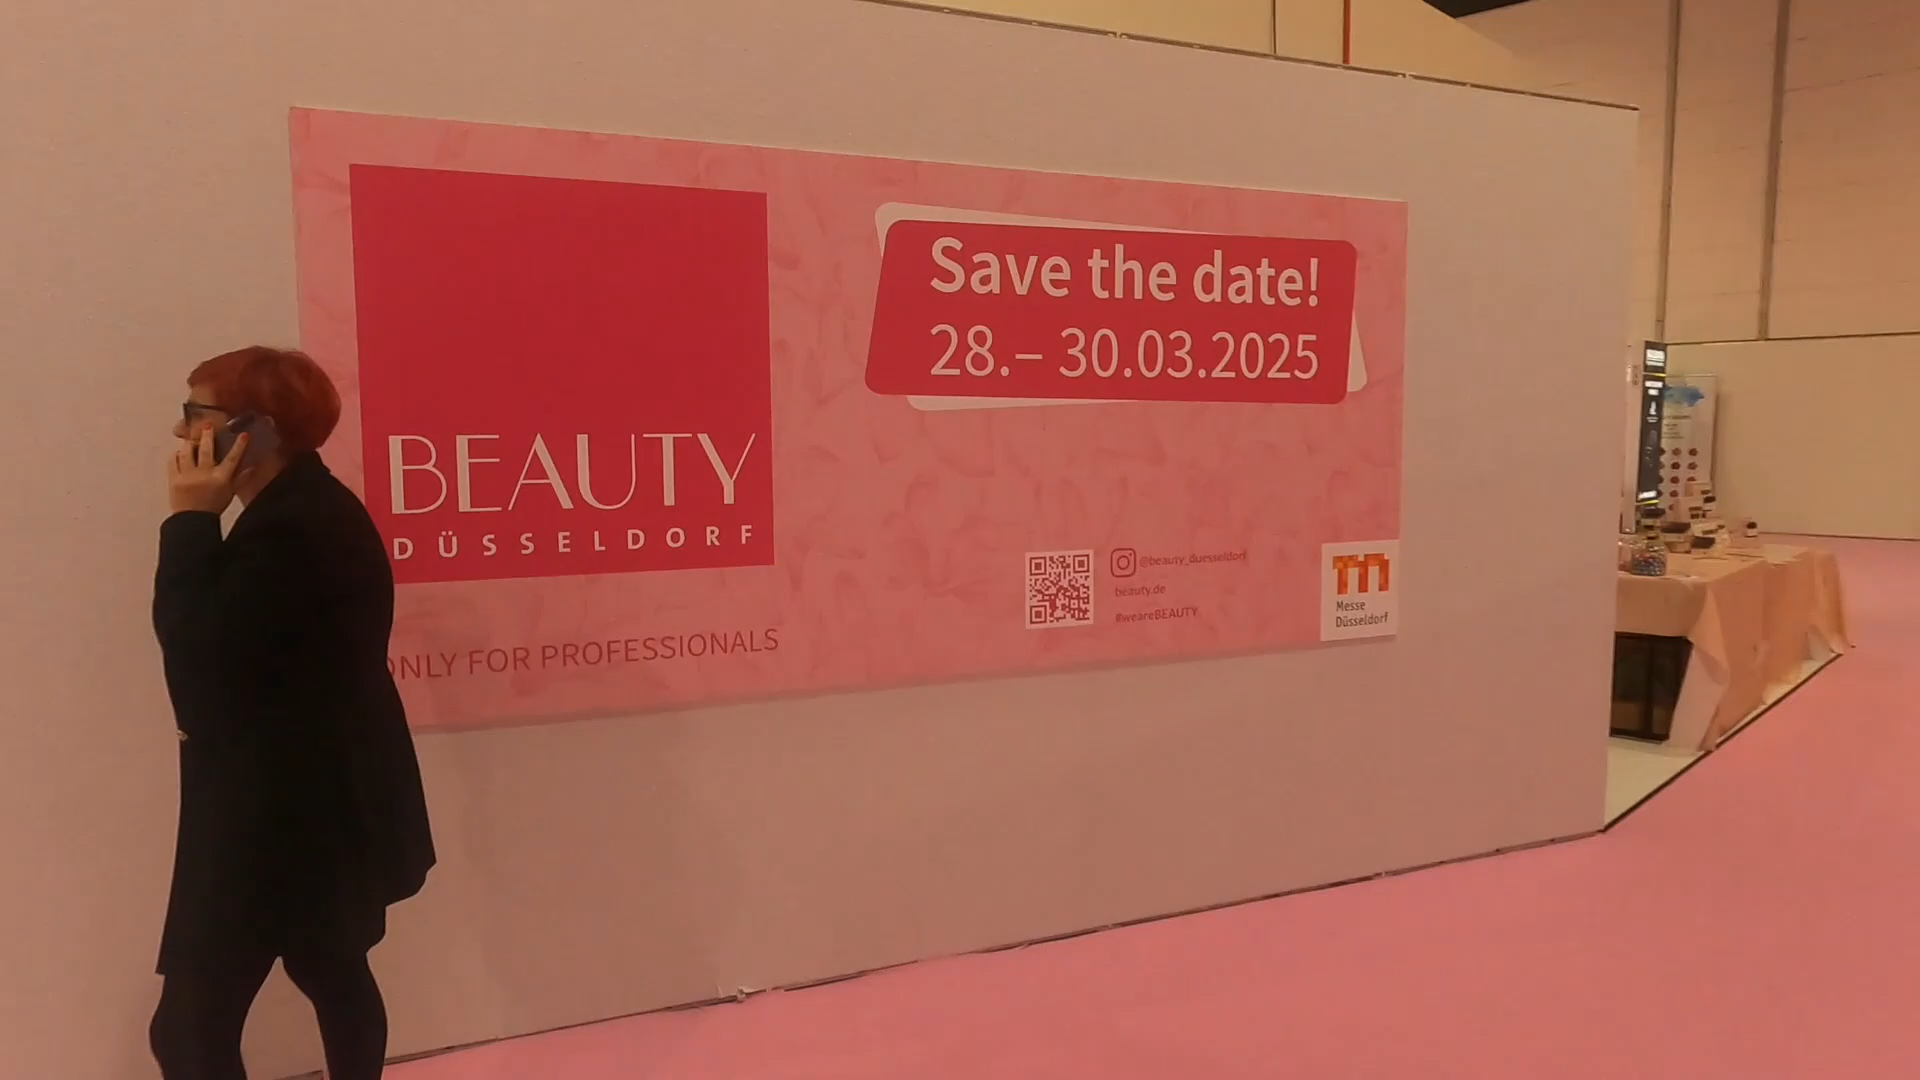 BEAUTY
DÜSSELDORF
ONLY FOR PROFESSIONALS
Save the date!
28.– 30.03.2025
@beauty_duesseldorf
beauty.de
#weareBEAUTY
Messe
Düsseldorf